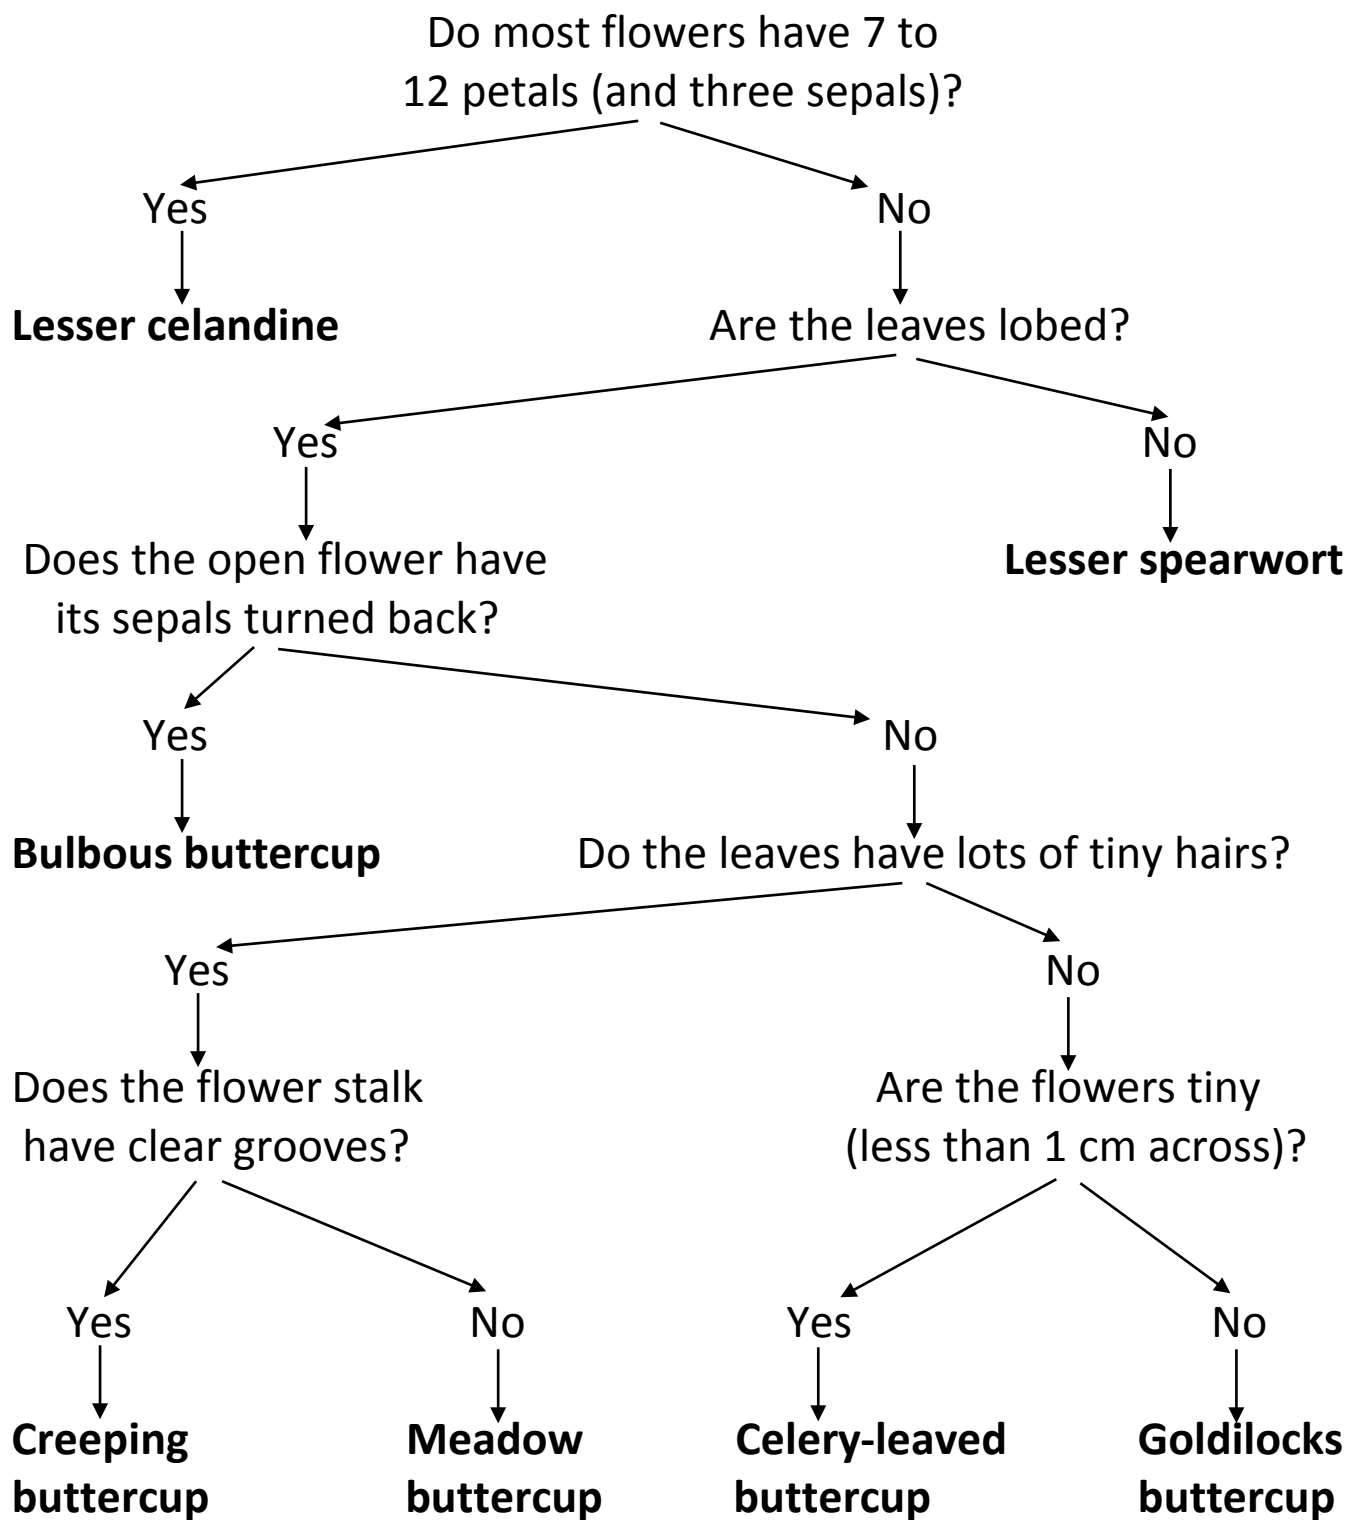 Do most flowers have 7 to
12 petals (and three sepals)?
Yes
No
Lesser celandine
Are the leaves lobed?
Yes
No
Does the open flower have
its sepals turned back?
Lesser spearwort
Yes
No
Bulbous buttercup
Do the leaves have lots of tiny hairs?
Yes
No
Does the flower stalk
have clear grooves?
Are the flowers tiny
(less than 1 cm across)?
Yes
No
Yes
No
Creeping
buttercup
Meadow
buttercup
Celery-leaved
buttercup
Goldilocks
buttercup